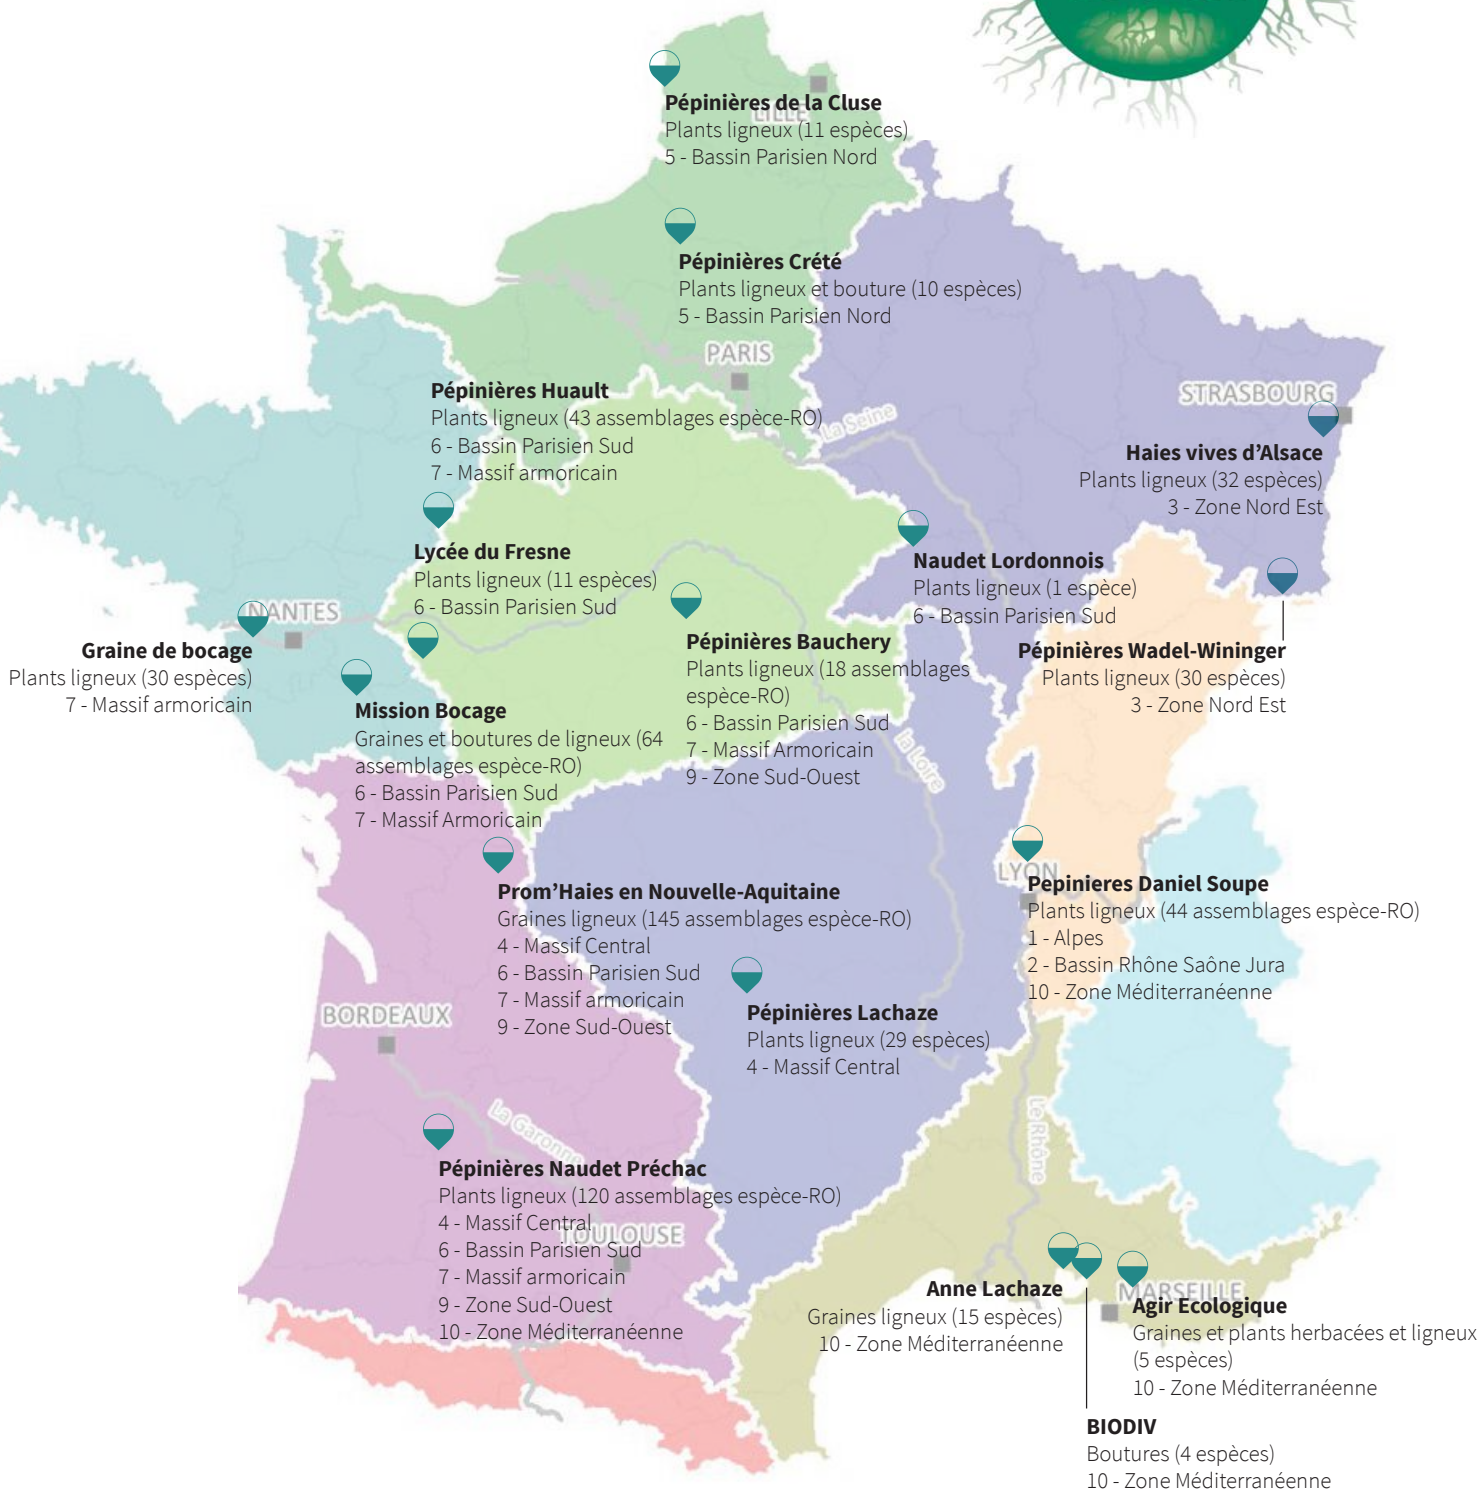 Pépinières de la Cluse
LILLE
Plants ligneux (11 espèces)
5 - Bassin Parisien Nord
Pépinières Crété
Plants ligneux et bouture (10 espèces)
5 - Bassin Parisien Nord
PARIS
Pépinières Huault
Plants ligneux (43 assemblages espèce-RO)
6 - Bassin Parisien Sud
7 - Massif armoricain
La Seine
STRASBOURG
Haies vives d’Alsace
Plants ligneux (32 espèces)
3 - Zone Nord Est
Lycée du Fresne
Plants ligneux (11 espèces)
6 - Bassin Parisien Sud
Naudet Lordonnois
Plants ligneux (1 espèce)
6 - Bassin Parisien Sud
NANTES
Graine de bocage
Plants ligneux (30 espèces)
7 - Massif armoricain
Pépinières Bauchery
Plants ligneux (18 assemblages
espèce-RO)
6 - Bassin Parisien Sud
7 - Massif Armoricain
9 - Zone Sud-Ouest
la Loire
Pépinières Wadel-Wininger
Plants ligneux (30 espèces)
3 - Zone Nord Est
Mission Bocage
Graines et boutures de ligneux (64
assemblages espèce-RO)
6 - Bassin Parisien Sud
7 - Massif Armoricain
Prom’Haies en Nouvelle-Aquitaine
Graines ligneux (145 assemblages espèce-RO)
4 - Massif Central
6 - Bassin Parisien Sud
7 - Massif armoricain
9 - Zone Sud-Ouest
LYON
Pepinieres Daniel Soupe
Plants ligneux (44 assemblages espèce-RO)
1 - Alpes
2 - Bassin Rhône Saône Jura
10 - Zone Méditerranéenne
Pépinières Lachaze
Plants ligneux (29 espèces)
4 - Massif Central
BORDEAUX
La Garonne
Le Rhône
Pépinières Naudet Préchac
Plants ligneux (120 assemblages espèce-RO)
4 - Massif Central
TOULOUSE
6 - Bassin Parisien Sud
7 - Massif armoricain
9 - Zone Sud-Ouest
10 - Zone Méditerranéenne
Anne Lachaze
Graines ligneux (15 espèces)
10 - Zone Méditerranéenne
MARSEILLE
Agir Ecologique
Graines et plants herbacées et ligneux
(5 espèces)
10 - Zone Méditerranéenne
BIODIV
Boutures (4 espèces)
10 - Zone Méditerranéenne